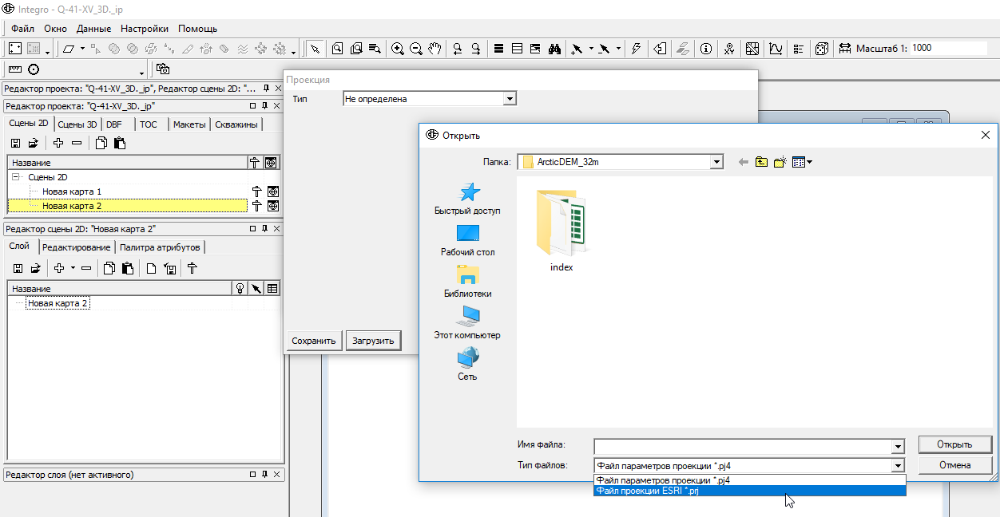 Integro - Q-41-XV_3D._ip
Файл Окно Данные Настройки Помощь
Масштаб 1: 1000
Редактор проекта: "Q-41-XV_3D._ip", Редактор сцены 2D: "...
Редактор проекта: "Q-41-XV_3D._ip"
Сцены 2D Сцены 3D DBF ТОС Макеты Скважины
Название
Сцены 2D
Новая карта 1
Новая карта 2
Редактор сцены 2D: "Новая карта 2"
Слой Редактирование Палитра атрибутов
Название
Новая карта 2
Редактор слоя (нет активного)
Проекция
Тип Не определена
Сохранить Загрузить
Открыть
Папка: ArcticDEM_32m
Быстрый доступ
Рабочий стол
Библиотеки
Этот компьютер
Сеть
index
Имя файла: Открыть
Тип файлов: Файл параметров проекции *.pj4 Отмена
Файл параметров проекции *.pj4
Файл проекции ESRI *.prj